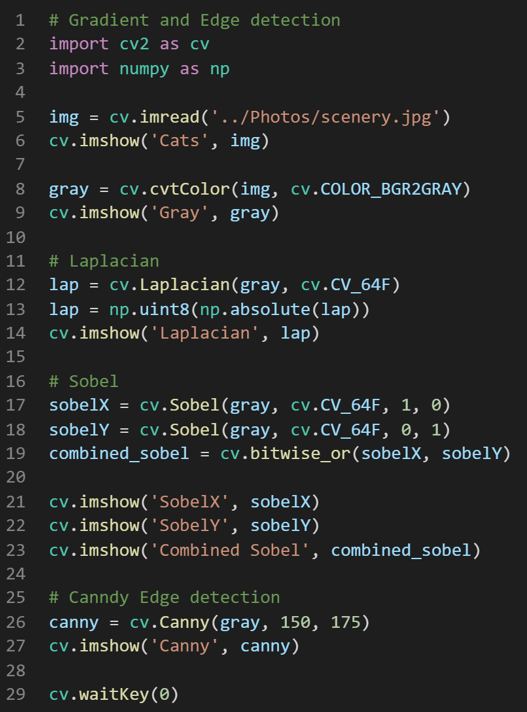 1 # Gradient and Edge detection
2 import cv2 as cv
3 import numpy as np
4
5 img = cv.imread('../Photos/scenery.jpg')
6 cv.imshow('Cats', img)
7
8 gray = cv.cvtColor(img, cv.COLOR_BGR2GRAY)
9 cv.imshow('Gray', gray)
10
11 # Laplacian
12 lap = cv.Laplacian(gray, cv.CV_64F)
13 lap = np.uint8(np.absolute(lap))
14 cv.imshow('Laplacian', lap)
15
16 # Sobel
17 sobelX = cv.Sobel(gray, cv.CV_64F, 1, 0)
18 sobelY = cv.Sobel(gray, cv.CV_64F, 0, 1)
19 combined_sobel = cv.bitwise_or(sobelX, sobelY)
20
21 cv.imshow('SobelX', sobelX)
22 cv.imshow('SobelY', sobelY)
23 cv.imshow('Combined Sobel', combined_sobel)
24
25 # Canndy Edge detection
26 canny = cv.Canny(gray, 150, 175)
27 cv.imshow('Canny', canny)
28
29 cv.waitKey(0)